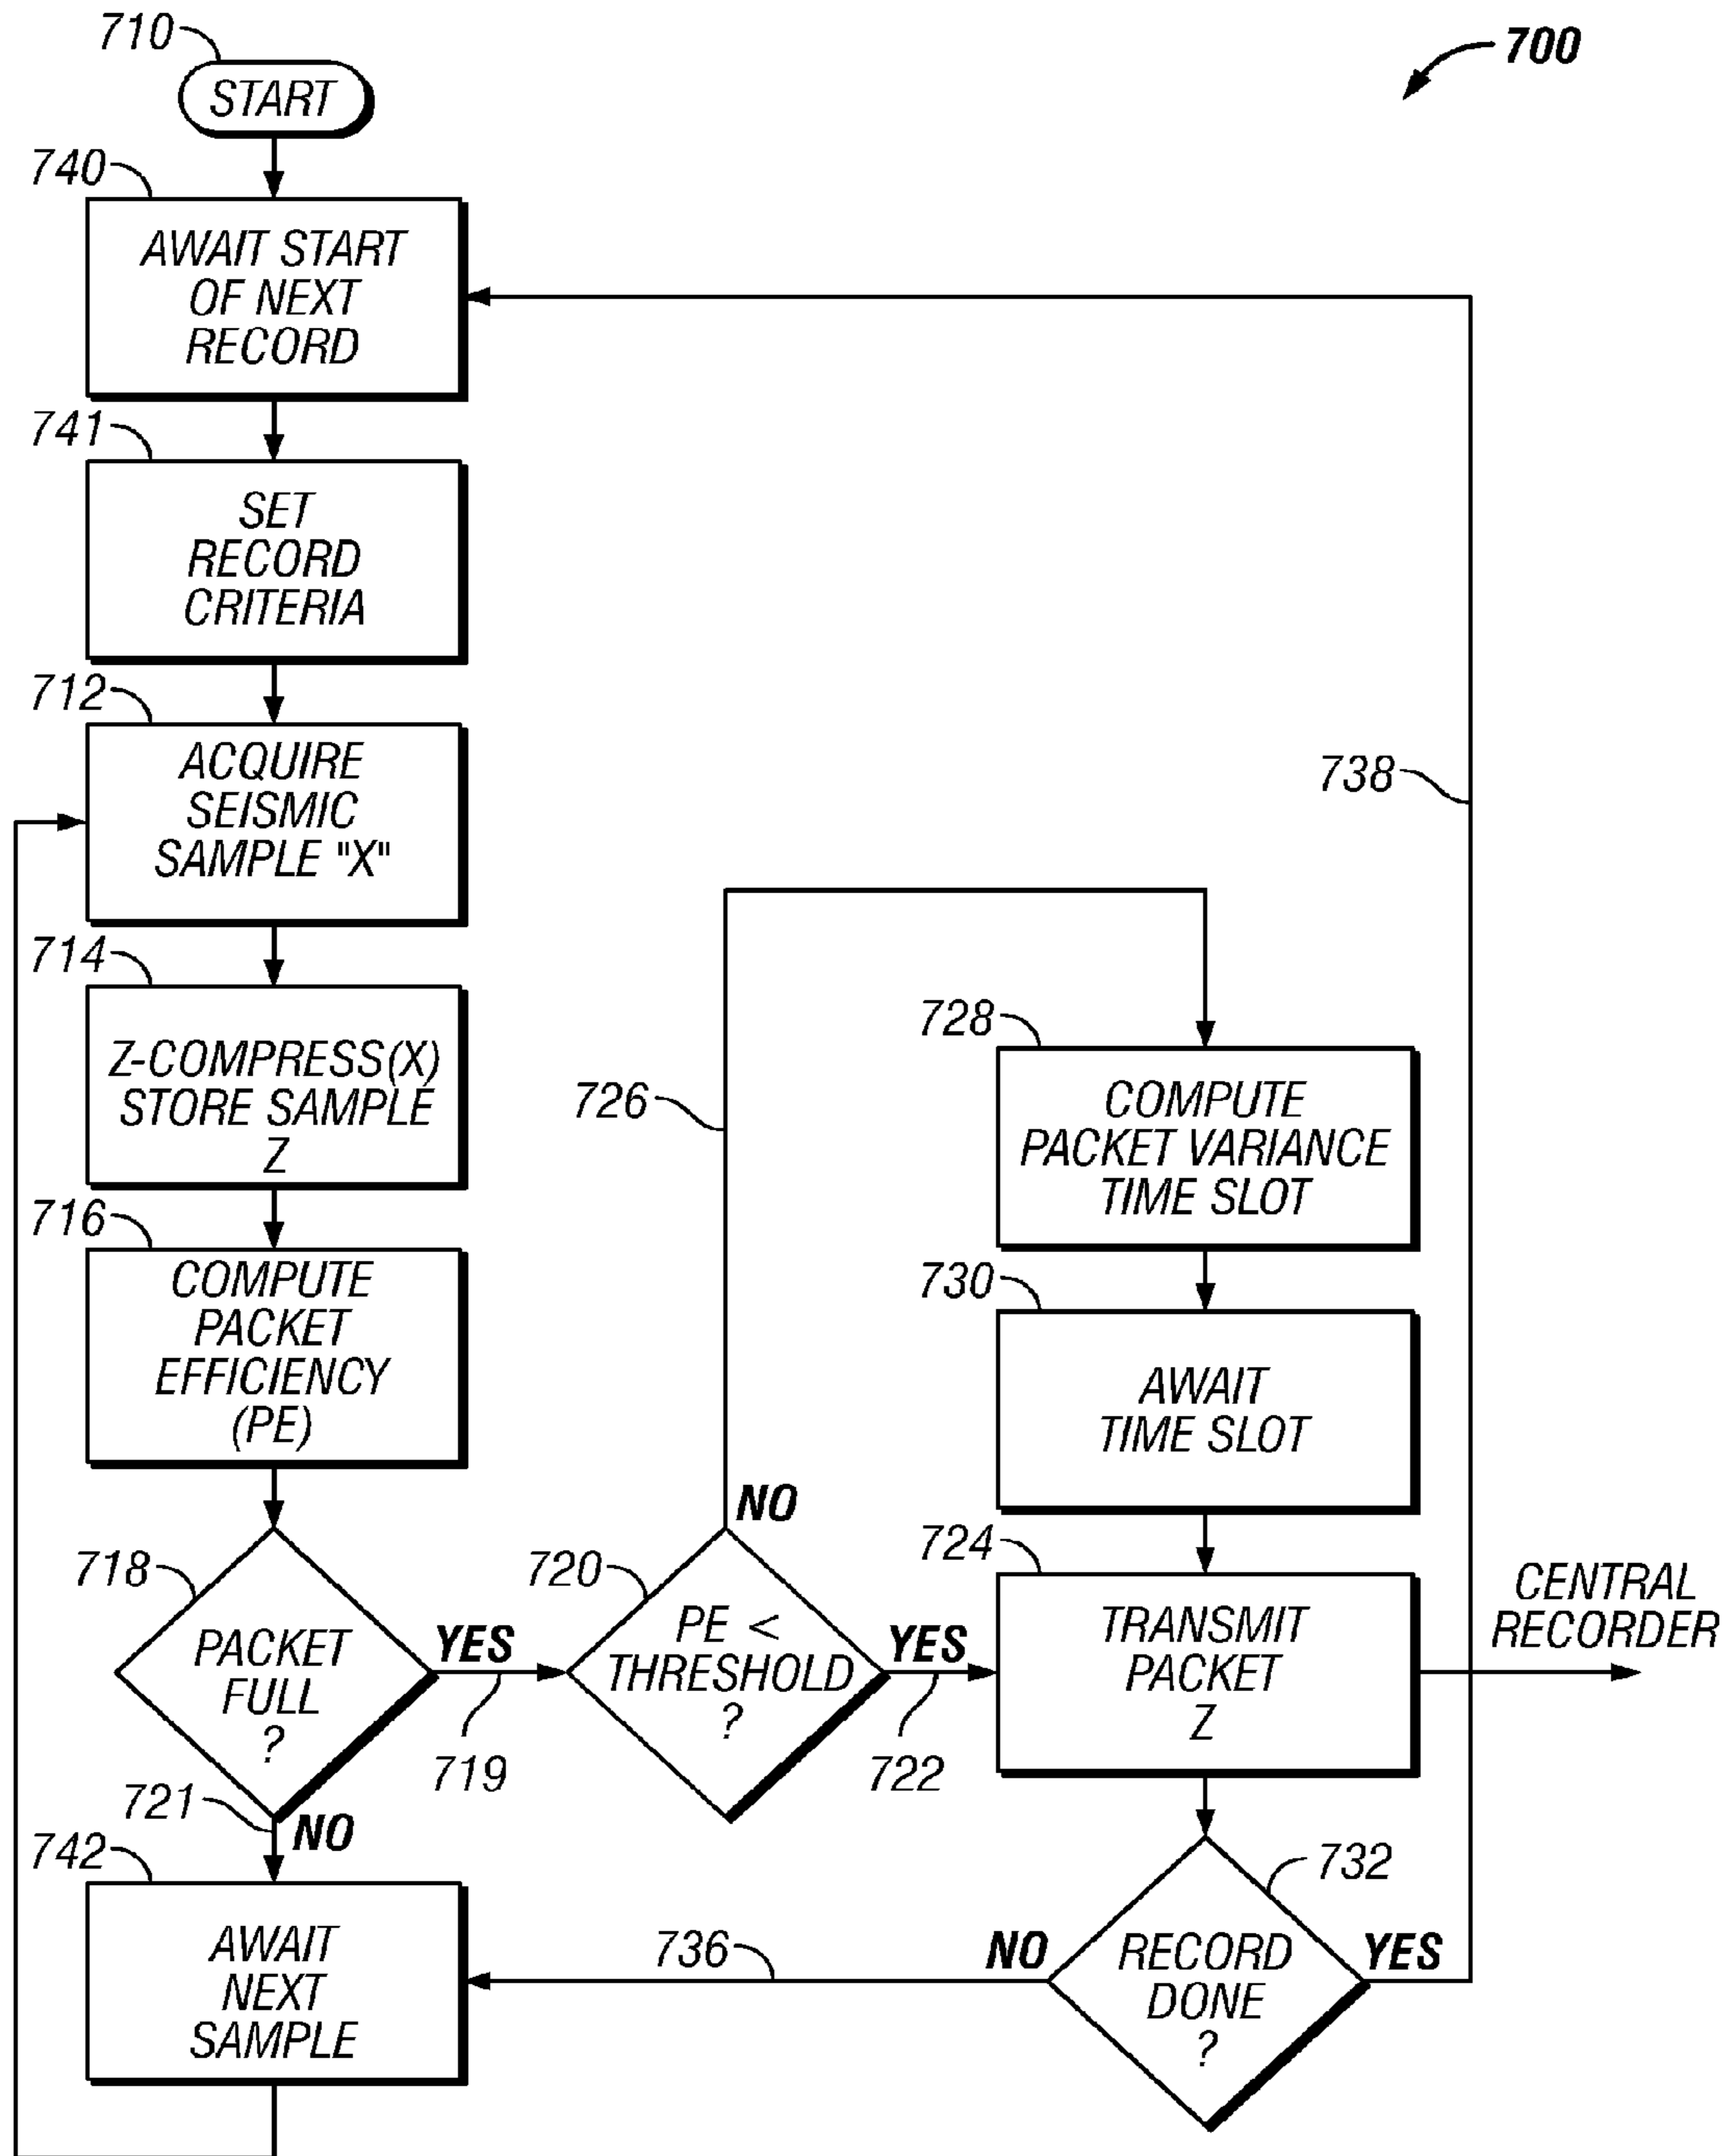 710
START
700
740
AWAIT START
OF NEXT
RECORD
741
SET
RECORD
CRITERIA
712
ACQUIRE
SEISMIC
SAMPLE "X"
738
714
Z-COMPRESS(X)
STORE SAMPLE
Z
726
728
COMPUTE
PACKET VARIANCE
TIME SLOT
716
COMPUTE
PACKET
EFFICIENCY
(PE)
730
AWAIT
TIME SLOT
718
PACKET
FULL
?
YES
719
NO
720
PE <
THRESHOLD
?
YES
722
724
TRANSMIT
PACKET
Z
CENTRAL
RECORDER
721
NO
742
AWAIT
NEXT
SAMPLE
736
NO
732
RECORD
DONE
?
YES